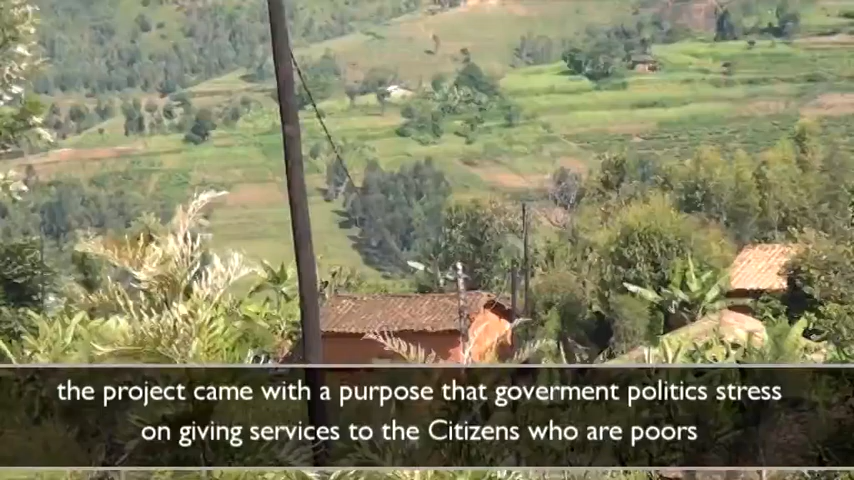 the project came with a purpose that goverment politics stress
on giving services to the Citizens who are poors